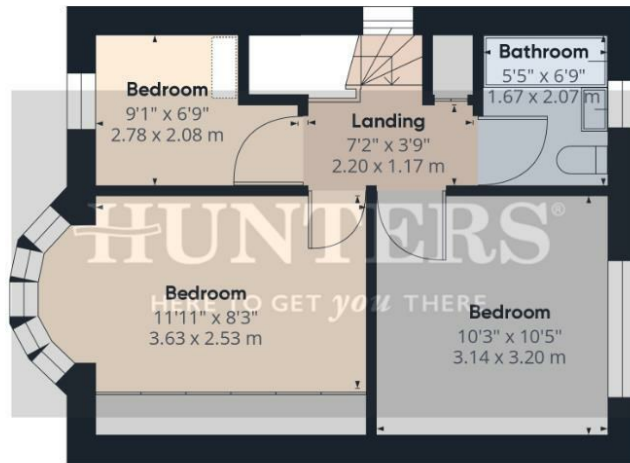 Bedroom
9'1" x 6'9"
2.78 x 2.08 m
Landing
7'2" x 3'9"
2.20 x 1.17 m
Bathroom
5'5" x 6'9"
1.67 x 2.07 m
HUNTERS®
HERE TO GET you THERE
Bedroom
11'11" x 8'3"
3.63 x 2.53 m
Bedroom
10'3" x 10'5"
3.14 x 3.20 m